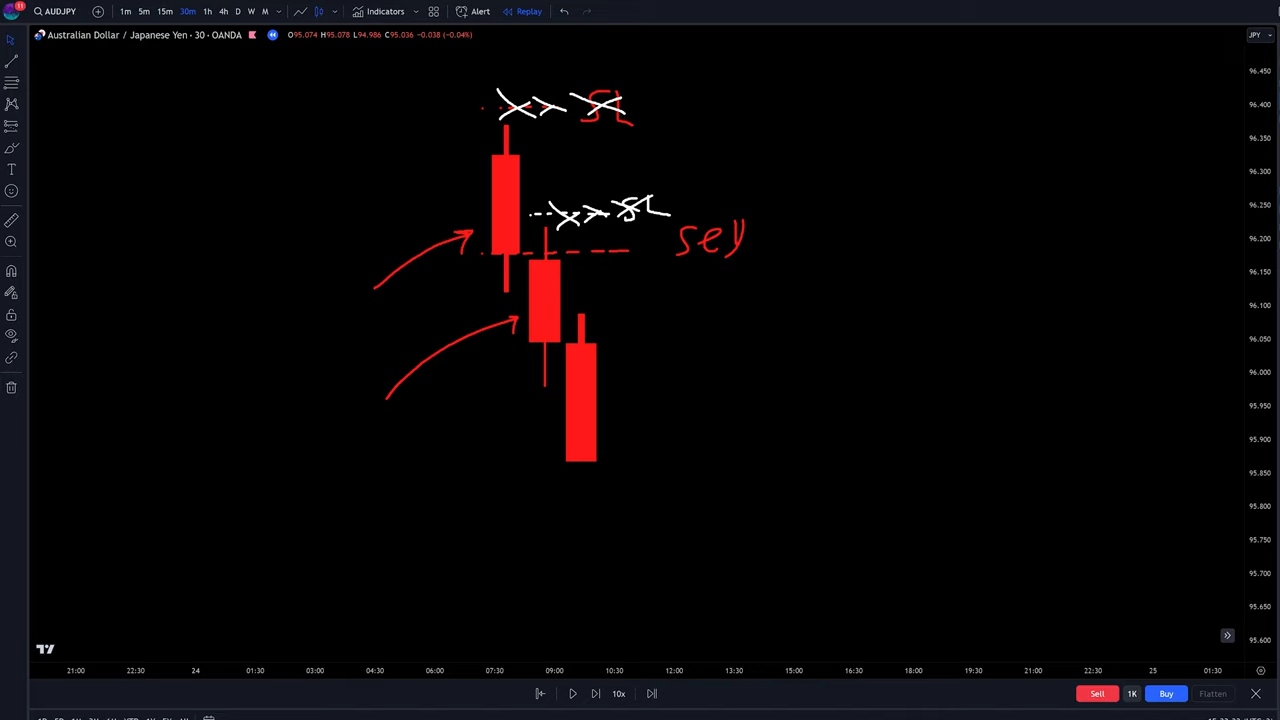 11 AUDJPY 1m 5m 15m 30m 1h 4h D W M Indicators Alert Replay
Australian Dollar / Japanese Yen · 30 · OANDA O95.074 H95.078 L94.986 C95.036 −0.038 (−0.04%) JPY
96.450
96.400
SL
96.350
96.300
96.250
SL
96.200
Sell
96.150
96.100
96.050
96.000
95.950
95.900
95.850
95.800
95.750
95.700
95.650
95.600
21:00 22:30 24 01:30 03:00 04:30 06:00 07:30 09:00 10:30 12:00 13:30 15:00 16:30 18:00 19:30 21:00 22:30 25 01:30
10x Sell 1K Buy Flatten